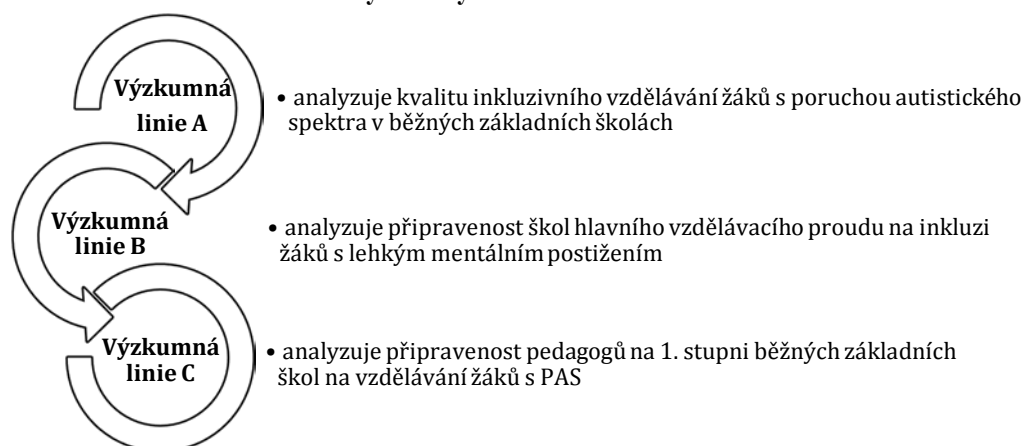 Výzkumná
linie A
• analyzuje kvalitu inkluzivního vzdělávání žáků s poruchou autistického
spektra v běžných základních školách
Výzkumná
linie B
• analyzuje připravenost škol hlavního vzdělávacího proudu na inkluzi
žáků s lehkým mentálním postižením
Výzkumná
linie C
• analyzuje připravenost pedagogů na 1. stupni běžných základních
škol na vzdělávání žáků s PAS